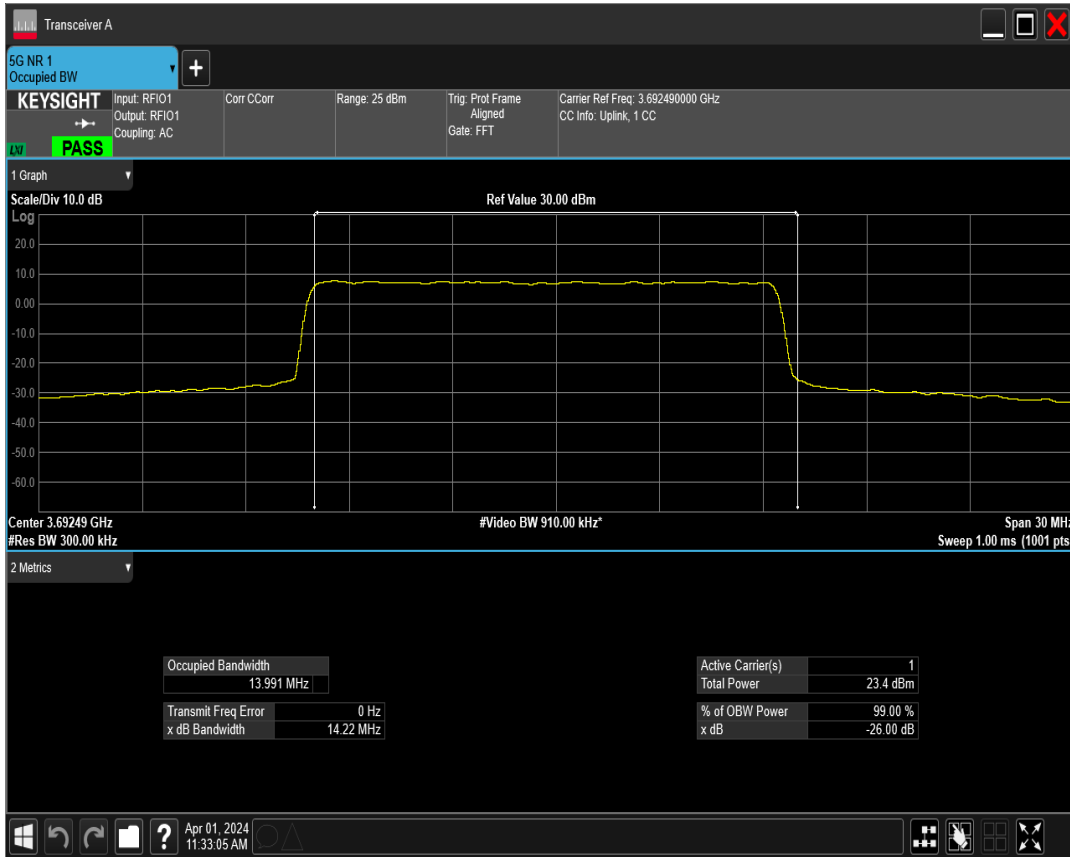 Transceiver A
5G NR 1
Occupied BW
+
KEYSIGHT
LXI
PASS
Input: RFIO1
Output: RFIO1
Coupling: AC
Corr CCorr
Range: 25 dBm
Trig: Prot Frame
Aligned
Gate: FFT
Carrier Ref Freq: 3.692490000 GHz
CC Info: Uplink, 1 CC
1 Graph
Scale/Div 10.0 dB
Ref Value 30.00 dBm
Log
20.0
10.0
0.00
-10.0
-20.0
-30.0
-40.0
-50.0
-60.0
Center 3.69249 GHz
#Video BW 910.00 kHz*
Span 30 MHz
#Res BW 300.00 kHz
Sweep 1.00 ms (1001 pts
2 Metrics
Occupied Bandwidth
13.991 MHz
Transmit Freq Error 0 Hz
x dB Bandwidth 14.22 MHz
Active Carrier(s) 1
Total Power 23.4 dBm
% of OBW Power 99.00 %
x dB -26.00 dB
?
Apr 01, 2024
11:33:05 AM